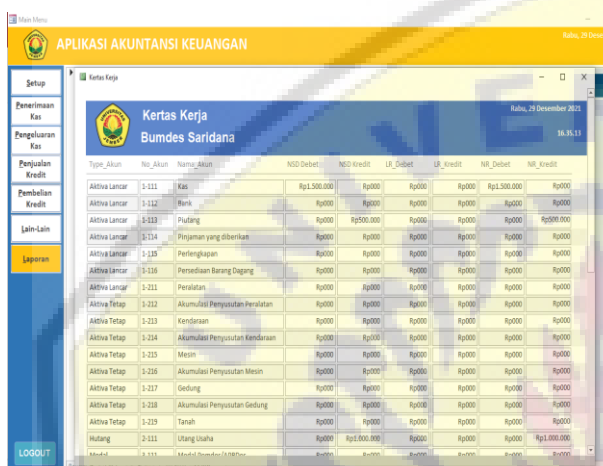 Main Menu
APLIKASI AKUNTANSI KEUANGAN
Rabu, 29 Dese
Setup
Penerimaan
Kas
Pengeluaran
Kas
Penjualan
Kredit
Pembelian
Kredit
Lain-Lain
Laporan
LOGOUT
Kertas Kerja
Kertas Kerja
Bumdes Saridana
Rabu, 29 Desember 2021
16.35.13
Type_Akun No_Akun Nama_Akun NSD Debet NSD Kredit LR_Debet LR_Kredit NR_Debet NR_Kredit
Aktiva Lancar 1-111 Kas Rp1.500.000 Rp000 Rp000 Rp000 Rp1.500.000 Rp000
Aktiva Lancar 1-112 Bank Rp000 Rp000 Rp000 Rp000 Rp000 Rp000
Aktiva Lancar 1-113 Piutang Rp000 Rp500.000 Rp000 Rp000 Rp000 Rp500.000
Aktiva Lancar 1-114 Pinjaman yang diberikan Rp000 Rp000 Rp000 Rp000 Rp000 Rp000
Aktiva Lancar 1-115 Perlengkapan Rp000 Rp000 Rp000 Rp000 Rp000 Rp000
Aktiva Lancar 1-116 Persediaan Barang Dagang Rp000 Rp000 Rp000 Rp000 Rp000 Rp000
Aktiva Lancar 1-211 Peralatan Rp000 Rp000 Rp000 Rp000 Rp000 Rp000
Aktiva Tetap 1-212 Akumulasi Penyusutan Peralatan Rp000 Rp000 Rp000 Rp000 Rp000 Rp000
Aktiva Tetap 1-213 Kendaraan Rp000 Rp000 Rp000 Rp000 Rp000 Rp000
Aktiva Tetap 1-214 Akumulasi Penyusutan Kendaraan Rp000 Rp000 Rp000 Rp000 Rp000 Rp000
Aktiva Tetap 1-215 Mesin Rp000 Rp000 Rp000 Rp000 Rp000 Rp000
Aktiva Tetap 1-216 Akumulasi Penyusutan Mesin Rp000 Rp000 Rp000 Rp000 Rp000 Rp000
Aktiva Tetap 1-217 Gedung Rp000 Rp000 Rp000 Rp000 Rp000 Rp000
Aktiva Tetap 1-218 Akumulasi Penyusutan Gedung Rp000 Rp000 Rp000 Rp000 Rp000 Rp000
Aktiva Tetap 1-219 Tanah Rp000 Rp000 Rp000 Rp000 Rp000 Rp000
Hutang 2-111 Utang Usaha Rp000 Rp1.000.000 Rp000 Rp000 Rp000 Rp1.000.000